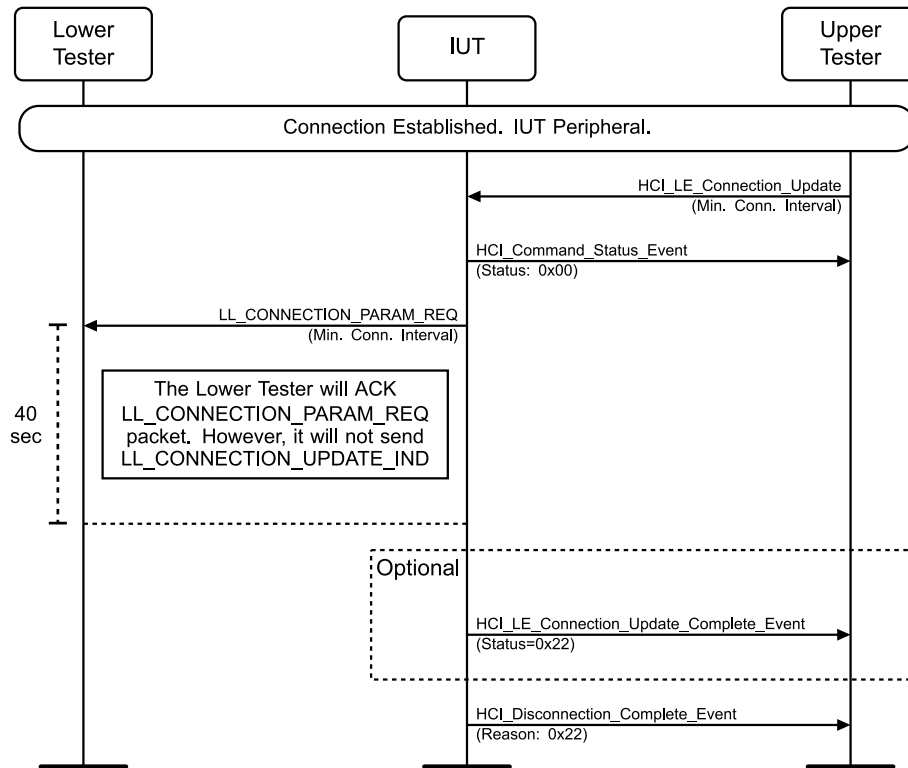 Lower
Tester
IUT
Upper
Tester
Connection Established. IUT Peripheral.
HCI_LE_Connection_Update
(Min. Conn. Interval)
HCI_Command_Status_Event
(Status: 0x00)
LL_CONNECTION_PARAM_REQ
(Min. Conn. Interval)
40
sec
The Lower Tester will ACK
LL_CONNECTION_PARAM_REQ
packet. However, it will not send
LL_CONNECTION_UPDATE_IND
Optional
HCI_LE_Connection_Update_Complete_Event
(Status=0x22)
HCI_Disconnection_Complete_Event
(Reason: 0x22)